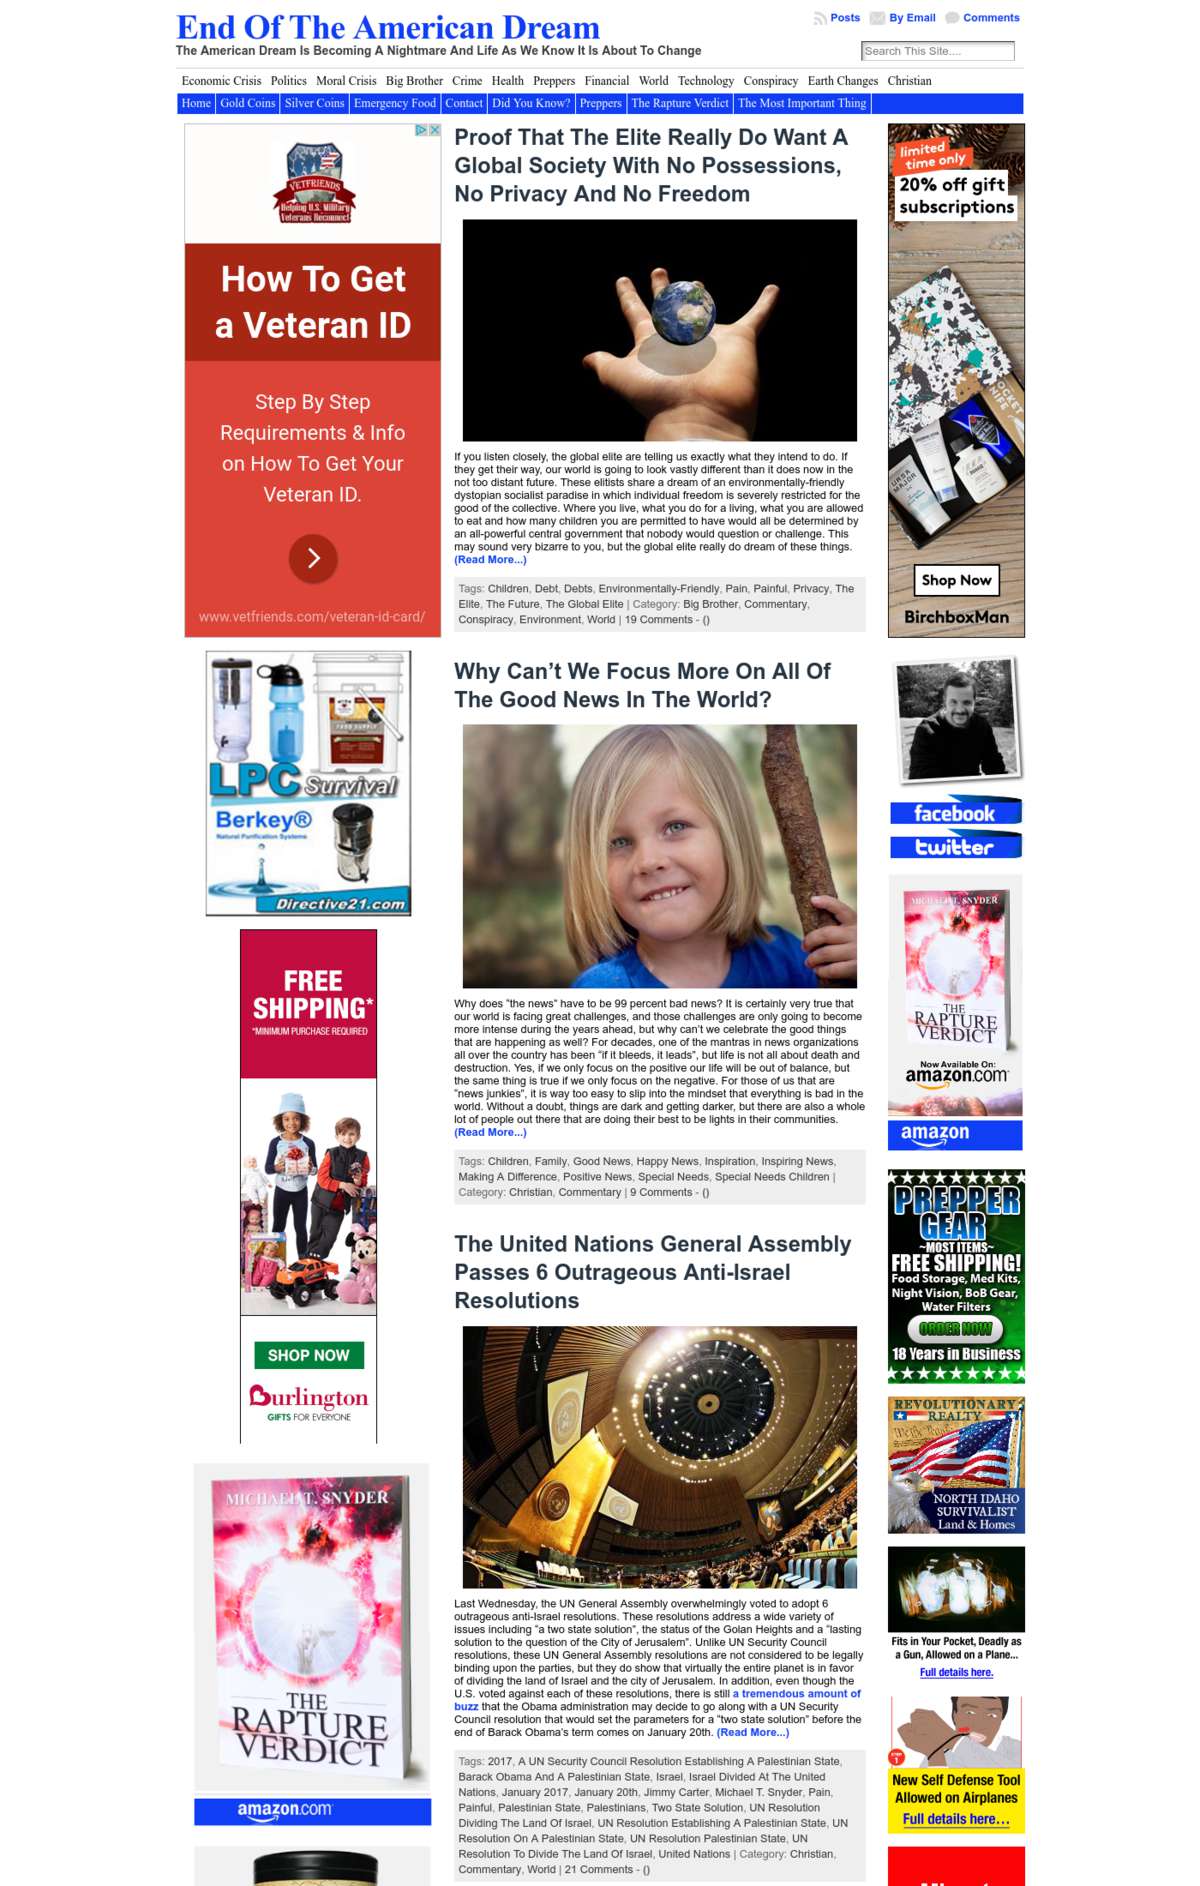 End Of The American Dream
The American Dream Is Becoming A Nightmare And Life As We Know It Is About To Change
Posts By Email Comments
Search This Site....
Economic Crisis Politics Moral Crisis Big Brother Crime Health Preppers Financial World Technology Conspiracy Earth Changes Christian
Home Gold Coins Silver Coins Emergency Food Contact Did You Know? Preppers The Rapture Verdict The Most Important Thing
VETFRIENDS
Helping U.S. Military
Veterans Reconnect
How To Get
a Veteran ID
Step By Step
Requirements & Info
on How To Get Your
Veteran ID.
www.vetfriends.com/veteran-id-card/
LPC Survival
Berkey®
Natural Purification Systems
Directive21.com
FREE
SHIPPING*
*MINIMUM PURCHASE REQUIRED
SHOP NOW
Burlington
GIFTS FOR EVERYONE
MICHAEL T. SNYDER
THE
RAPTURE
VERDICT
amazon.com
Proof That The Elite Really Do Want A
Global Society With No Possessions,
No Privacy And No Freedom
If you listen closely, the global elite are telling us exactly what they intend to do. If
they get their way, our world is going to look vastly different than it does now in the
not too distant future. These elitists share a dream of an environmentally-friendly
dystopian socialist paradise in which individual freedom is severely restricted for the
good of the collective. Where you live, what you do for a living, what you are allowed
to eat and how many children you are permitted to have would all be determined by
an all-powerful central government that nobody would question or challenge. This
may sound very bizarre to you, but the global elite really do dream of these things.
(Read More...)
Tags: Children, Debt, Debts, Environmentally-Friendly, Pain, Painful, Privacy, The
Elite, The Future, The Global Elite | Category: Big Brother, Commentary,
Conspiracy, Environment, World | 19 Comments - ()
Why Can’t We Focus More On All Of
The Good News In The World?
Why does “the news” have to be 99 percent bad news? It is certainly very true that
our world is facing great challenges, and those challenges are only going to become
more intense during the years ahead, but why can’t we celebrate the good things
that are happening as well? For decades, one of the mantras in news organizations
all over the country has been “if it bleeds, it leads”, but life is not all about death and
destruction. Yes, if we only focus on the positive our life will be out of balance, but
the same thing is true if we only focus on the negative. For those of us that are
“news junkies”, it is way too easy to slip into the mindset that everything is bad in the
world. Without a doubt, things are dark and getting darker, but there are also a whole
lot of people out there that are doing their best to be lights in their communities.
(Read More...)
Tags: Children, Family, Good News, Happy News, Inspiration, Inspiring News,
Making A Difference, Positive News, Special Needs, Special Needs Children |
Category: Christian, Commentary | 9 Comments - ()
The United Nations General Assembly
Passes 6 Outrageous Anti-Israel
Resolutions
Last Wednesday, the UN General Assembly overwhelmingly voted to adopt 6
outrageous anti-Israel resolutions. These resolutions address a wide variety of
issues including “a two state solution”, the status of the Golan Heights and a “lasting
solution to the question of the City of Jerusalem”. Unlike UN Security Council
resolutions, these UN General Assembly resolutions are not considered to be legally
binding upon the parties, but they do show that virtually the entire planet is in favor
of dividing the land of Israel and the city of Jerusalem. In addition, even though the
U.S. voted against each of these resolutions, there is still a tremendous amount of
buzz that the Obama administration may decide to go along with a UN Security
Council resolution that would set the parameters for a “two state solution” before the
end of Barack Obama’s term comes on January 20th. (Read More...)
Tags: 2017, A UN Security Council Resolution Establishing A Palestinian State,
Barack Obama And A Palestinian State, Israel, Israel Divided At The United
Nations, January 2017, January 20th, Jimmy Carter, Michael T. Snyder, Pain,
Painful, Palestinian State, Palestinians, Two State Solution, UN Resolution
Dividing The Land Of Israel, UN Resolution Establishing A Palestinian State, UN
Resolution On A Palestinian State, UN Resolution Palestinian State, UN
Resolution To Divide The Land Of Israel, United Nations | Category: Christian,
Commentary, World | 21 Comments - ()
limited
time only
20% off gift
subscriptions
POCKET
KNIFE
URSA
MAJOR
Shop Now
BirchboxMan
facebook
twitter
MICHAEL T. SNYDER
THE
RAPTURE
VERDICT
Now Available On:
amazon.com
amazon
PREPPER
GEAR
~MOST ITEMS~
FREE SHIPPING!
Food Storage, Med Kits,
Night Vision, BoB Gear,
Water Filters
ORDER NOW
18 Years in Business
REVOLUTIONARY
REALTY
We the People
NORTH IDAHO
SURVIVALIST
Land & Homes
Fits in Your Pocket, Deadly as
a Gun, Allowed on a Plane...
Full details here.
STEP
1
New Self Defense Tool
Allowed on Airplanes
Full details here...